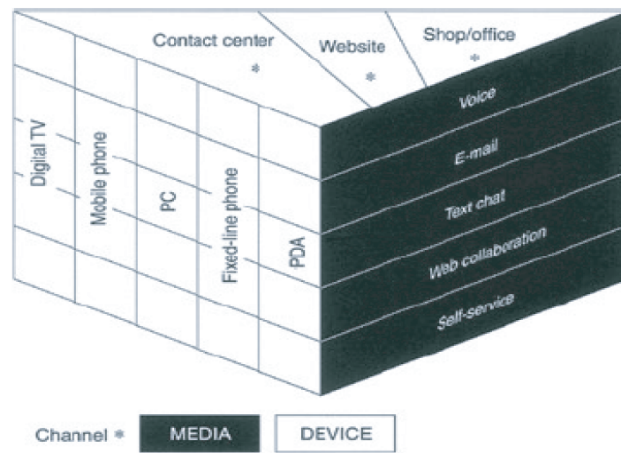 Contact center
*
Website
*
Shop/office
*
Digital TV
Mobile phone
PC
Fixed-line phone
PDA
Voice
E-mail
Text chat
Web collaboration
Self-service
Channel *
MEDIA
DEVICE